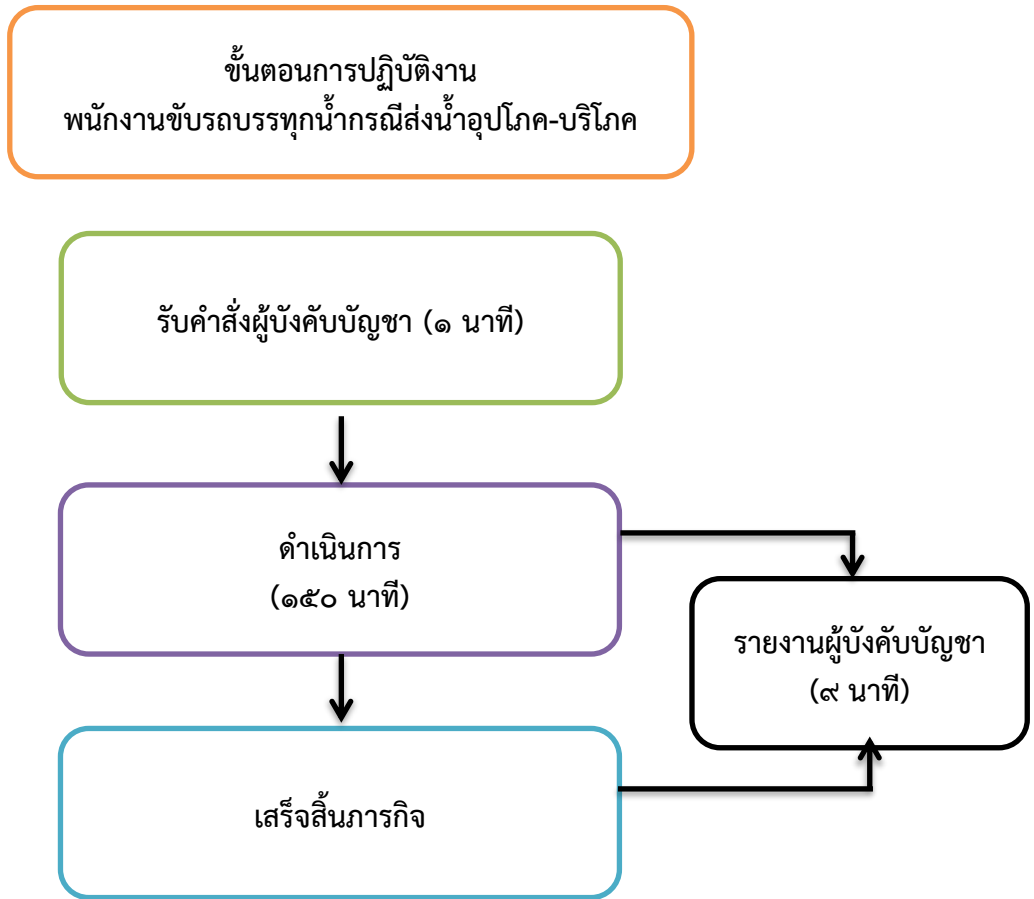 ขั้นตอนการปฏิบัติงาน
พนักงานขับรถบรรทุกน้ำกรณีส่งน้ำอุปโภค-บริโภค
รับคำสั่งผู้บังคับบัญชา (๑ นาที)
ดำเนินการ
(๑๕๐ นาที)
รายงานผู้บังคับบัญชา
(๙ นาที)
เสร็จสิ้นภารกิจ